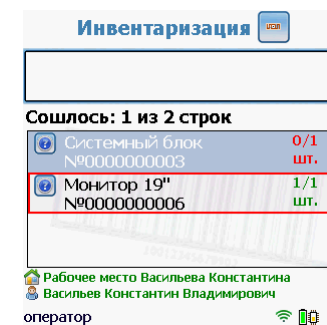 Инвентаризация
Сошлось: 1 из 2 строк
Системный блок 0/1
№0000000003 шт.
Монитор 19" 1/1
№0000000006 шт.
Рабочее место Васильева Константина
Васильев Константин Владимирович
оператор